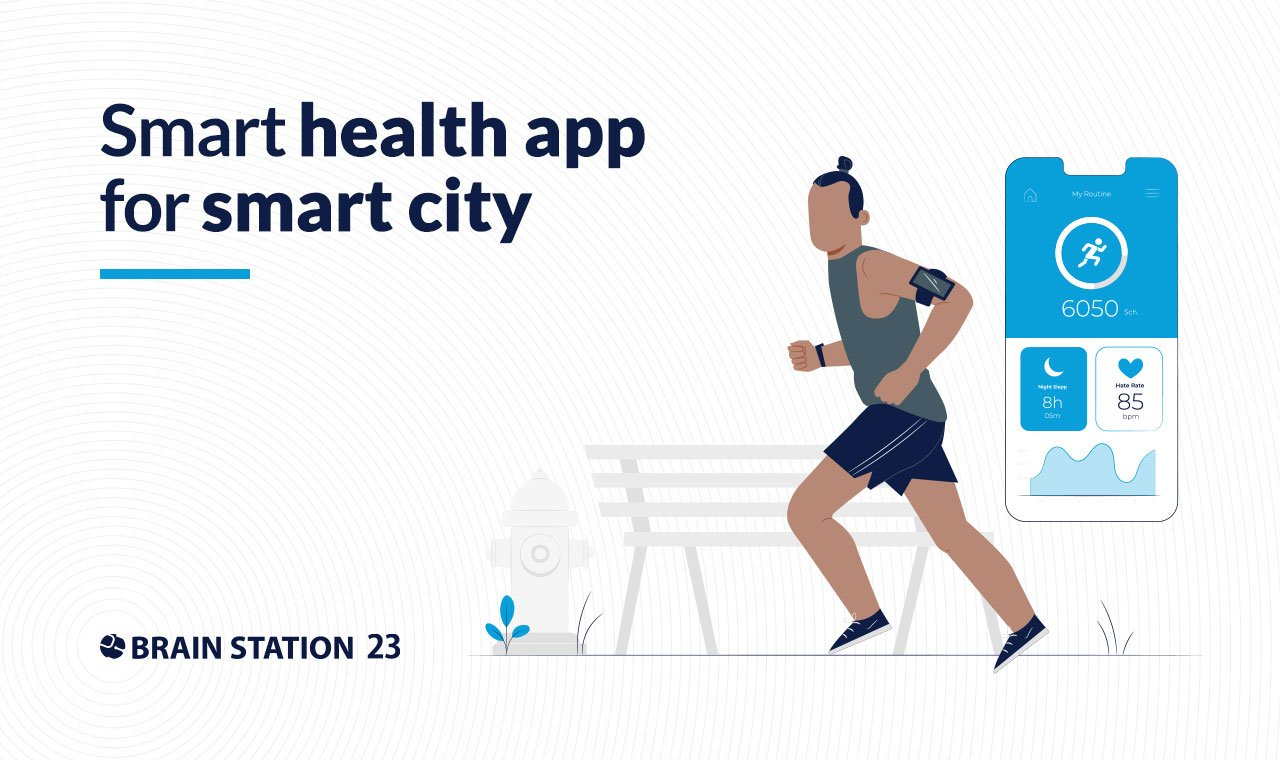 Smart health app
for smart city
My Routine
6050 Sch.
Night Slepp
8h
05m
Hate Rate
85
bpm
BRAIN STATION 23